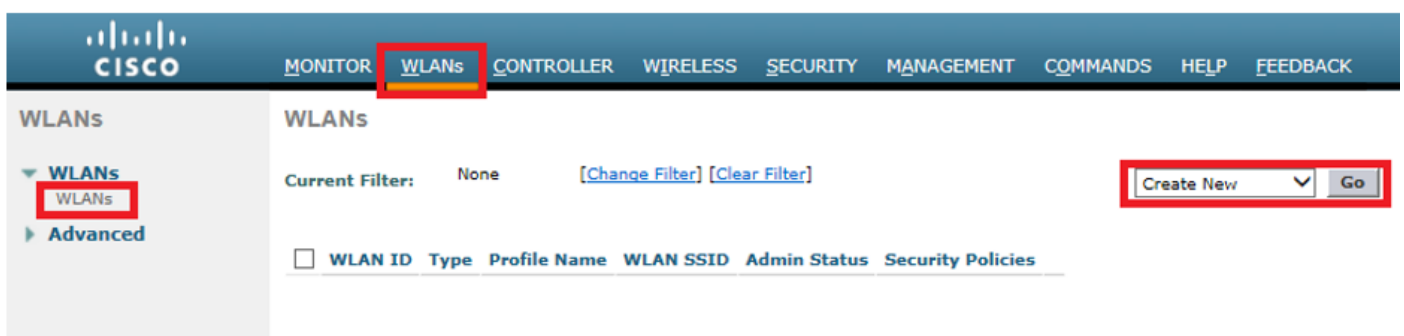 CISCO
MONITOR WLANs CONTROLLER WIRELESS SECURITY MANAGEMENT COMMANDS HELP FEEDBACK
WLANs
WLANs
WLANs
Advanced
WLANs
Current Filter: None [Change Filter] [Clear Filter]
Create New Go
WLAN ID Type Profile Name WLAN SSID Admin Status Security Policies